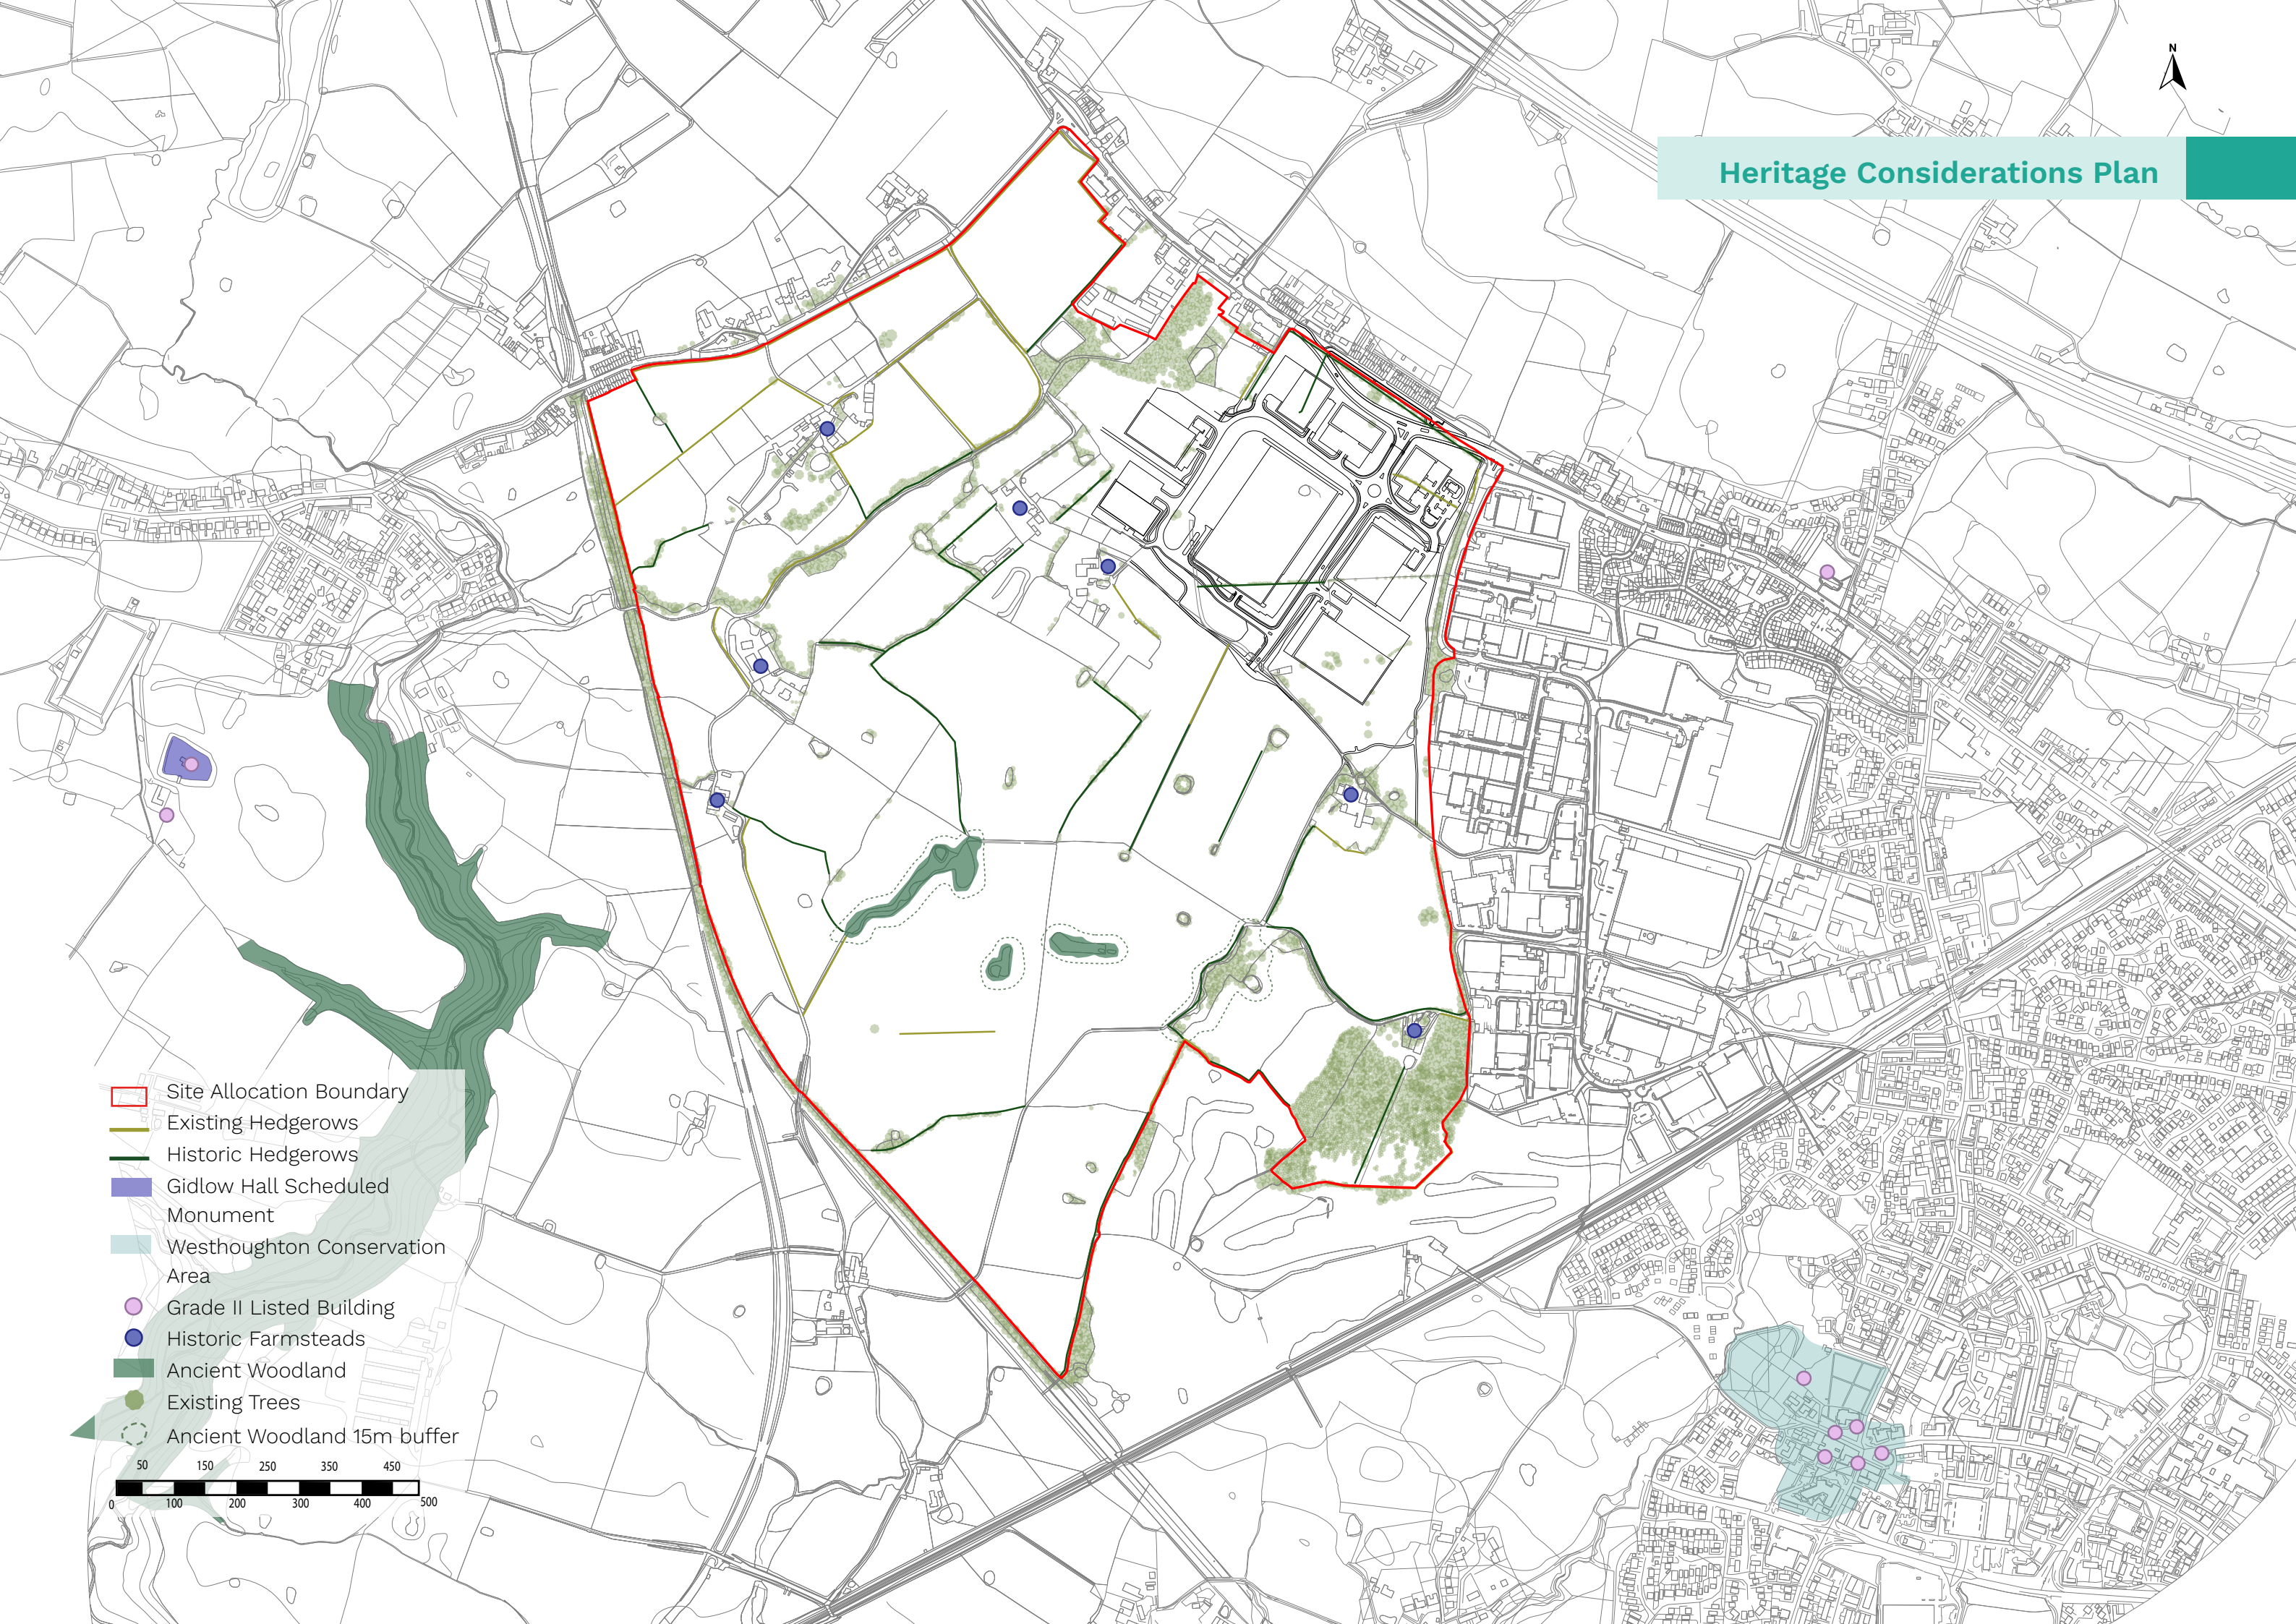 N
Heritage Considerations Plan
Site Allocation Boundary
Existing Hedgerows
Historic Hedgerows
Gidlow Hall Scheduled
Monument
Westhoughton Conservation
Area
Grade II Listed Building
Historic Farmsteads
Ancient Woodland
Existing Trees
Ancient Woodland 15m buffer
50 150 250 350 450
0 100 200 300 400 500